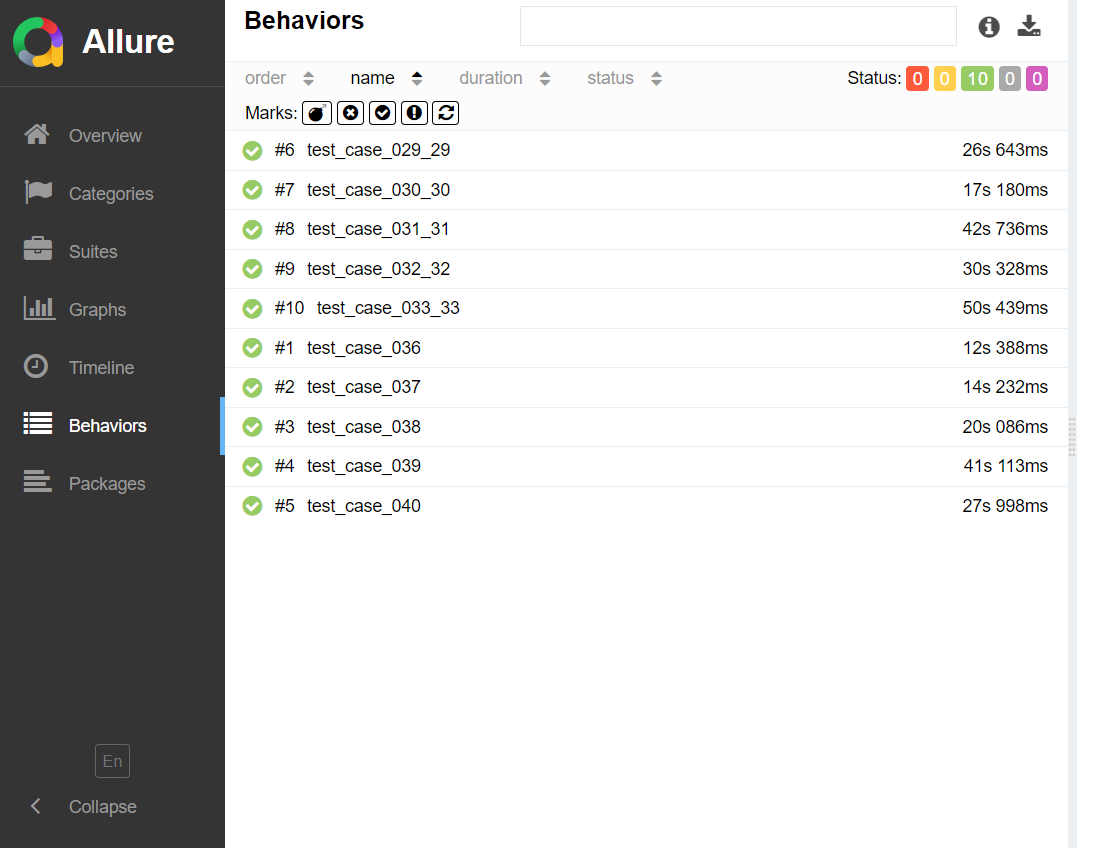 Allure
Overview
Categories
Suites
Graphs
Timeline
Behaviors
Packages
En
Collapse
Behaviors
order name duration status Status: 0 0 10 0 0
Marks:
#6 test_case_029_29 26s 643ms
#7 test_case_030_30 17s 180ms
#8 test_case_031_31 42s 736ms
#9 test_case_032_32 30s 328ms
#10 test_case_033_33 50s 439ms
#1 test_case_036 12s 388ms
#2 test_case_037 14s 232ms
#3 test_case_038 20s 086ms
#4 test_case_039 41s 113ms
#5 test_case_040 27s 998ms